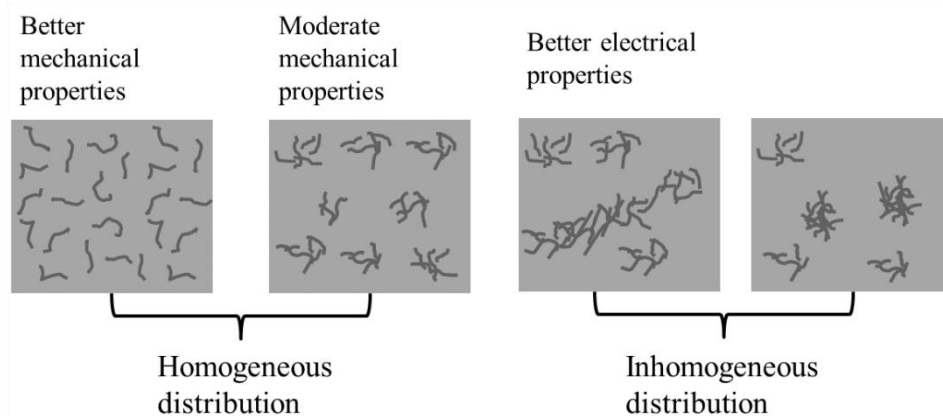 Better
mechanical
properties
Moderate
mechanical
properties
Better electrical
properties
Homogeneous
distribution
Inhomogeneous
distribution